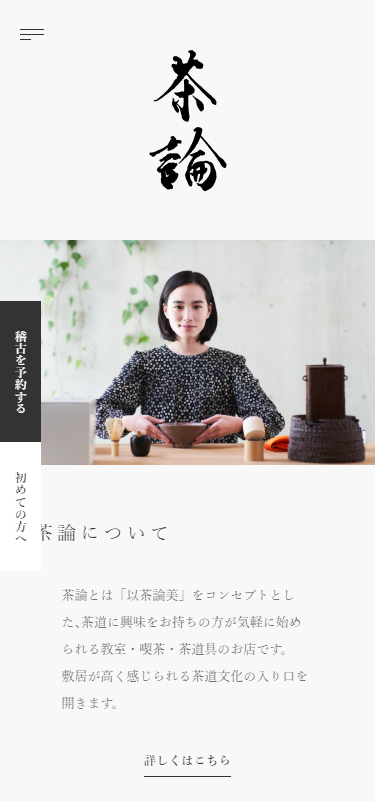 茶
論
稽古を予約する
初めての方へ
茶論について
茶論とは「以茶論美」をコンセプトとし
た、茶道に興味をお持ちの方が気軽に始め
られる教室・喫茶・茶道具のお店です。
敷居が高く感じられる茶道文化の入り口を
開きます。
詳しくはこちら